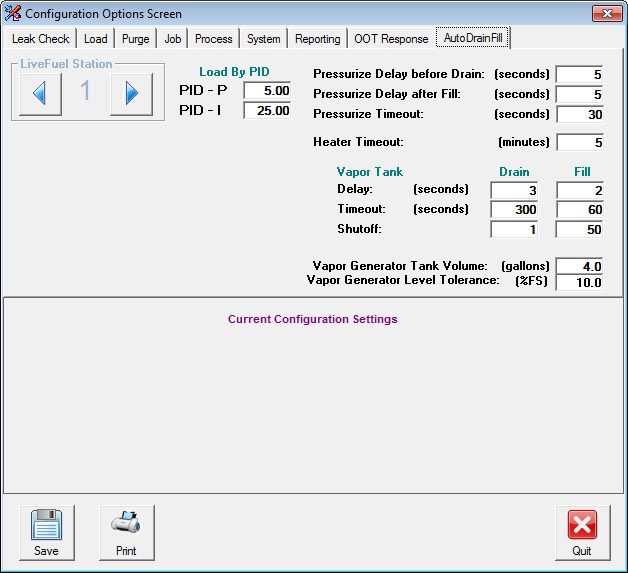 Configuration Options Screen
Leak Check Load Purge Job Process System Reporting OOT Response AutoDrainFill
LiveFuel Station
1
Load By PID
PID - P 5.00
PID - I 25.00
Pressurize Delay before Drain: (seconds) 5
Pressurize Delay after Fill: (seconds) 5
Pressurize Timeout: (seconds) 30
Heater Timeout: (minutes) 5
Vapor Tank Drain Fill
Delay: (seconds) 3 2
Timeout: (seconds) 300 60
Shutoff: 1 50
Vapor Generator Tank Volume: (gallons) 4.0
Vapor Generator Level Tolerance: (%FS) 10.0
Current Configuration Settings
Save Print Quit